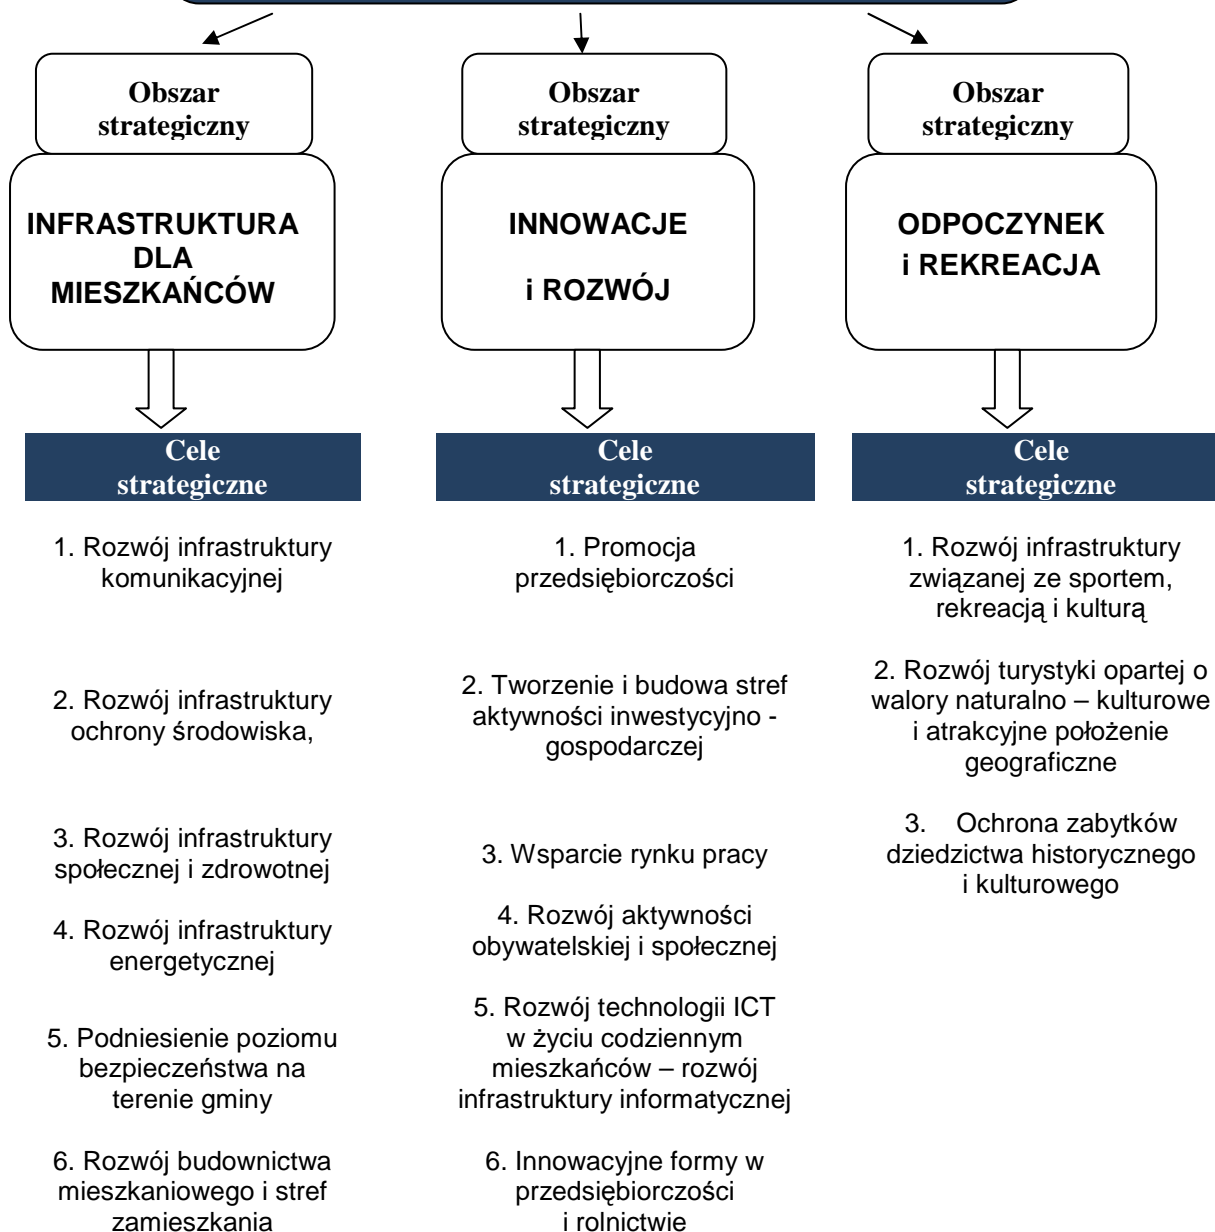 Obszar
strategiczny
INFRASTRUKTURA
DLA
MIESZKAŃCÓW
Cele
strategiczne
1. Rozwój infrastruktury
komunikacyjnej
2. Rozwój infrastruktury
ochrony środowiska,
3. Rozwój infrastruktury
społecznej i zdrowotnej
4. Rozwój infrastruktury
energetycznej
5. Podniesienie poziomu
bezpieczeństwa na
terenie gminy
6. Rozwój budownictwa
mieszkaniowego i stref
zamieszkania
Obszar
strategiczny
INNOWACJE
i ROZWÓJ
Cele
strategiczne
1. Promocja
przedsiębiorczości
2. Tworzenie i budowa stref
aktywności inwestycyjno -
gospodarczej
3. Wsparcie rynku pracy
4. Rozwój aktywności
obywatelskiej i społecznej
5. Rozwój technologii ICT
w życiu codziennym
mieszkańców – rozwój
infrastruktury informatycznej
6. Innowacyjne formy w
przedsiębiorczości
i rolnictwie
Obszar
strategiczny
ODPOCZYNEK
i REKREACJA
Cele
strategiczne
1. Rozwój infrastruktury
związanej ze sportem,
rekreacją i kulturą
2. Rozwój turystyki opartej o
walory naturalno – kulturowe
i atrakcyjne położenie
geograficzne
3. Ochrona zabytków
dziedzictwa historycznego
i kulturowego